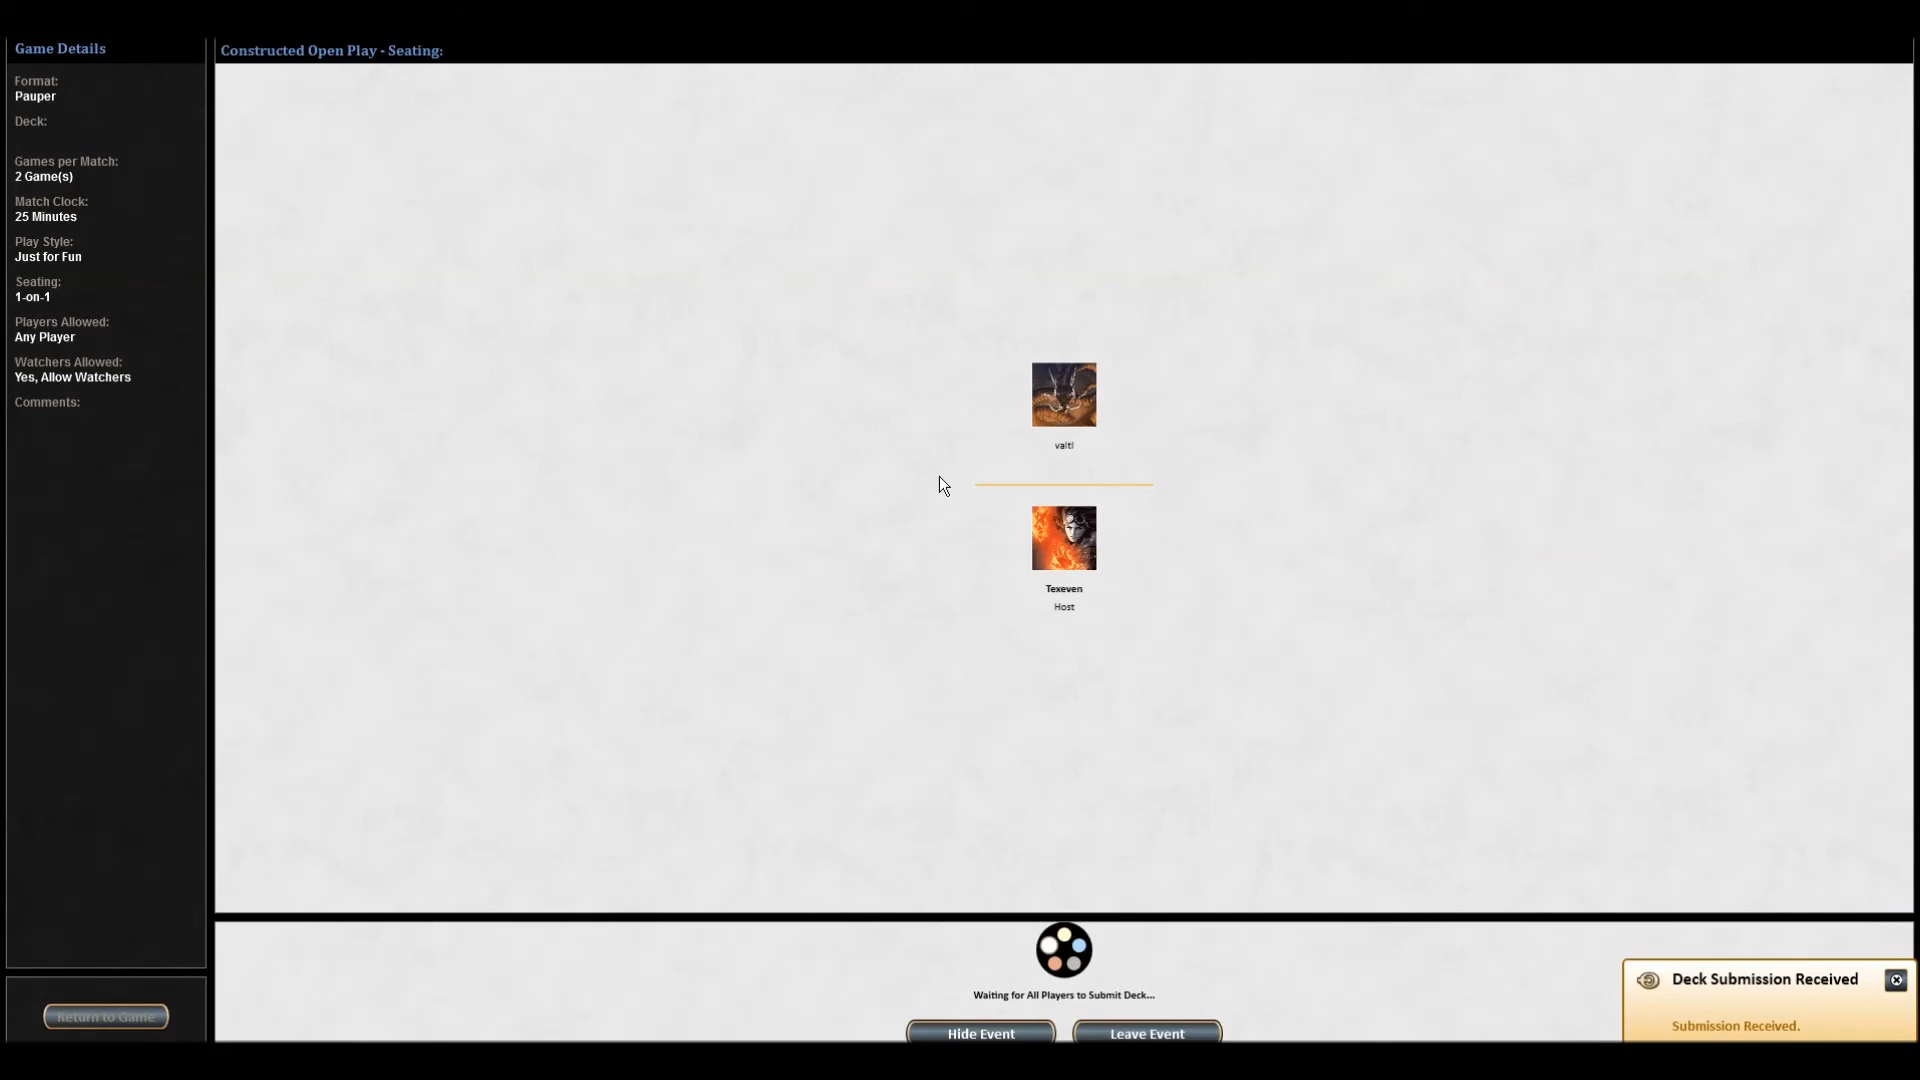 Game Details
Format:
Pauper
Deck:
Games per Match:
2 Game(s)
Match Clock:
25 Minutes
Play Style:
Just for Fun
Seating:
1-on-1
Players Allowed:
Any Player
Watchers Allowed:
Yes, Allow Watchers
Comments:
Return to Game
Constructed Open Play - Seating:
valtl
Texeven
Host
Waiting for All Players to Submit Deck...
Hide Event
Leave Event
Deck Submission Received
Submission Received.